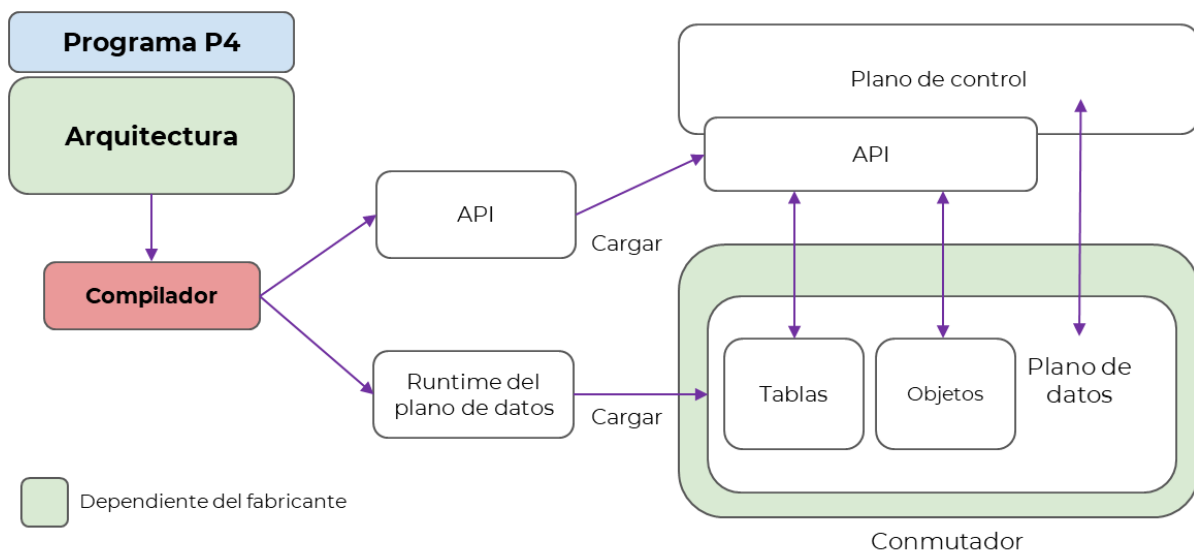 Programa P4
Arquitectura
Compilador
API
Cargar
Runtime del
plano de datos
Cargar
Plano de control
API
Tablas
Objetos
Plano de
datos
Conmutador
Dependiente del fabricante